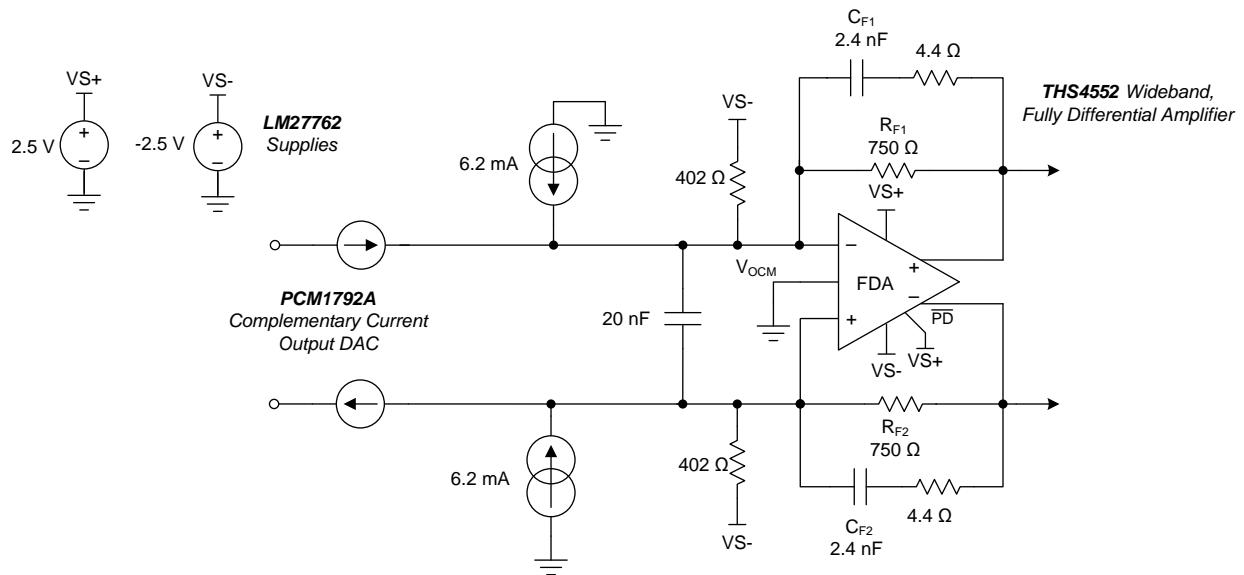 C_F1
2.4 nF
4.4 Ω
VS+
VS-
2.5 V
+
−
-2.5 V
+
−
LM27762
Supplies
6.2 mA
VS-
402 Ω
R_F1
750 Ω
VS+
THS4552 Wideband,
Fully Differential Amplifier
PCM1792A
Complementary Current
Output DAC
20 nF
V_OCM
−
+
FDA
+
−
PD
VS-
VS+
6.2 mA
402 Ω
VS-
R_F2
750 Ω
C_F2
2.4 nF
4.4 Ω